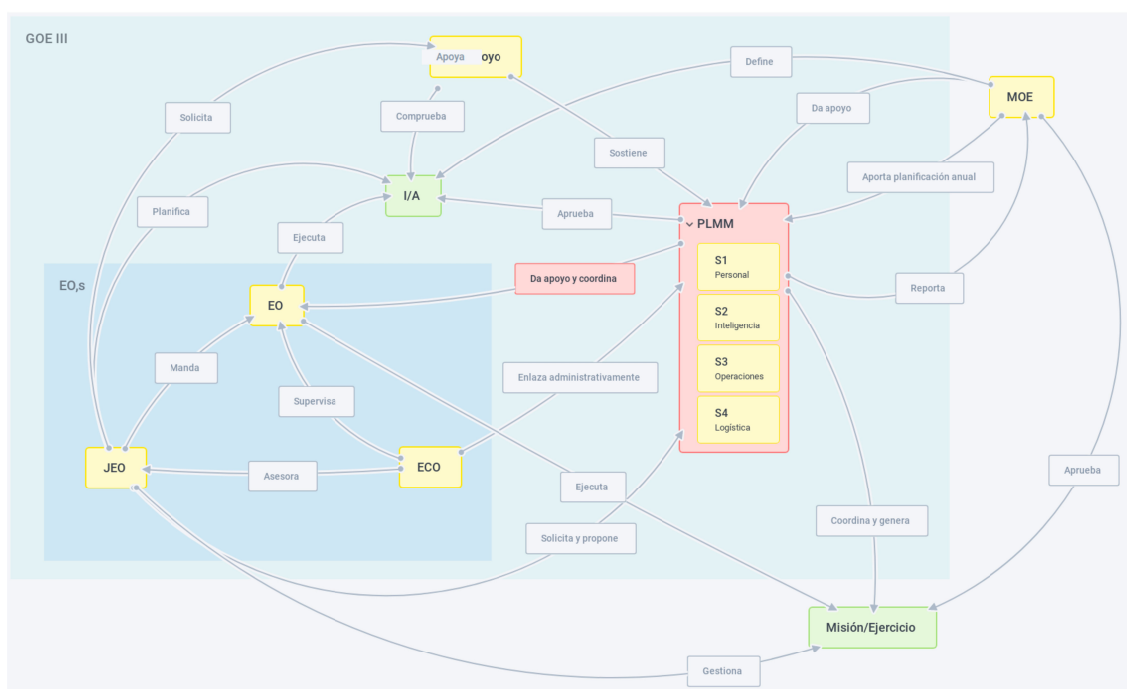 GOE III
Apoya
oyo
Define
MOE
Solicita
Comprueba
Da apoyo
Sostiene
Aporta planificación anual
I/A
Planifica
Aprueba
PLMM
Ejecuta
S1
Personal
EO,s
Da apoyo y coordina
Reporta
EO
S2
Inteligencia
Manda
S3
Operaciones
Enlaza administrativamente
Supervisa
S4
Logística
JEO
ECO
Asesora
Aprueba
Ejecuta
Coordina y genera
Solicita y propone
Misión/Ejercicio
Gestiona